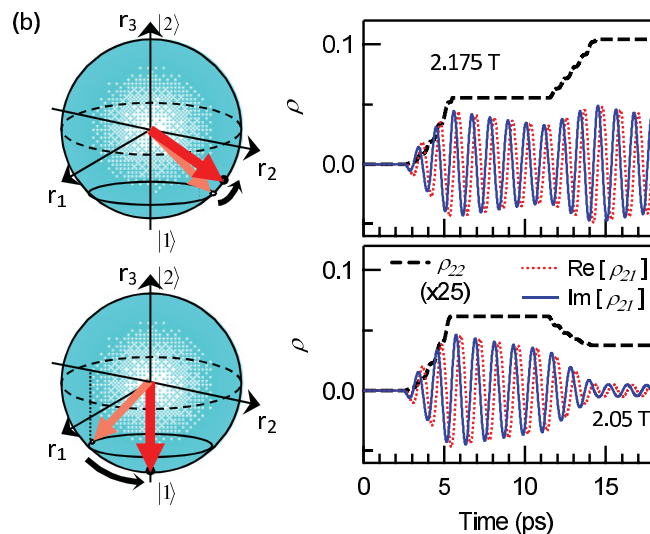 (b)
r₃ |2⟩
r₂
r₁
|1⟩
r₃ |2⟩
r₂
r₁
|1⟩
0.1
2.175 T
ρ
0.0
0.1
ρ₂₂
(x25)
Re [ρ₂₁]
Im [ρ₂₁]
ρ
0.0
2.05 T
0 5 10 15
Time (ps)